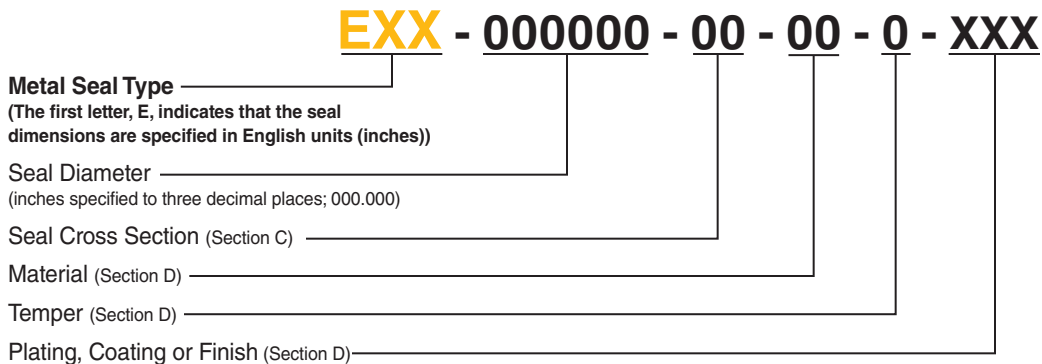 EXX - 000000 - 00 - 00 - 0 - XXX
Metal Seal Type
(The first letter, E, indicates that the seal
dimensions are specified in English units (inches))
Seal Diameter
(inches specified to three decimal places; 000.000)
Seal Cross Section (Section C)
Material (Section D)
Temper (Section D)
Plating, Coating or Finish (Section D)